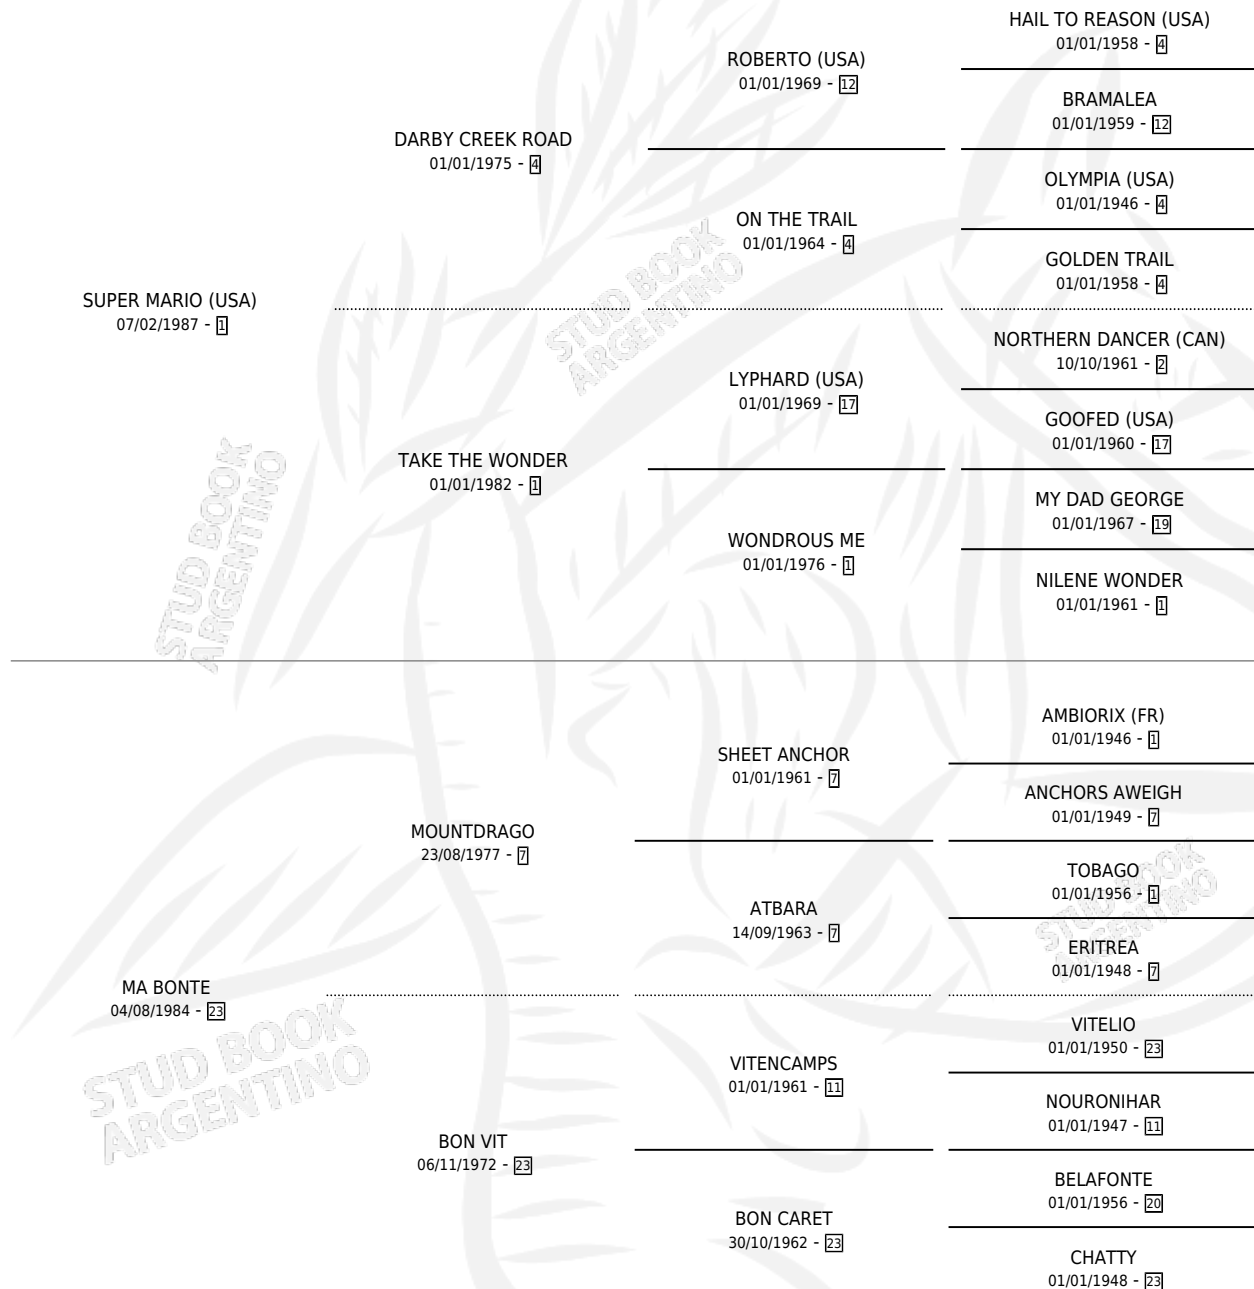 HAIL TO REASON (USA)
01/01/1958 - 4
ROBERTO (USA)
01/01/1969 - 12
BRAMALEA
01/01/1959 - 12
DARBY CREEK ROAD
01/01/1975 - 4
OLYMPIA (USA)
01/01/1946 - 4
ON THE TRAIL
01/01/1964 - 4
GOLDEN TRAIL
01/01/1958 - 4
SUPER MARIO (USA)
07/02/1987 - 1
NORTHERN DANCER (CAN)
10/10/1961 - 2
LYPHARD (USA)
01/01/1969 - 17
GOOFED (USA)
01/01/1960 - 17
TAKE THE WONDER
01/01/1982 - 1
MY DAD GEORGE
01/01/1967 - 19
WONDROUS ME
01/01/1976 - 1
NILENE WONDER
01/01/1961 - 1
AMBIORIX (FR)
01/01/1946 - 1
SHEET ANCHOR
01/01/1961 - 7
ANCHORS AWEIGH
01/01/1949 - 7
MOUNTDRAGO
23/08/1977 - 7
TOBAGO
01/01/1956 - 1
ATBARA
14/09/1963 - 7
ERITREA
01/01/1948 - 7
MA BONTE
04/08/1984 - 23
VITELIO
01/01/1950 - 23
VITENCAMPS
01/01/1961 - 11
NOURONIHAR
01/01/1947 - 11
BON VIT
06/11/1972 - 23
BELAFONTE
01/01/1956 - 20
BON CARET
30/10/1962 - 23
CHATTY
01/01/1948 - 23
STUD BOOK
ARGENTINO
STUD BOOK
ARGENTINO
STUD BOOK
ARGENTINO
STUD BOOK
ARGENTINO